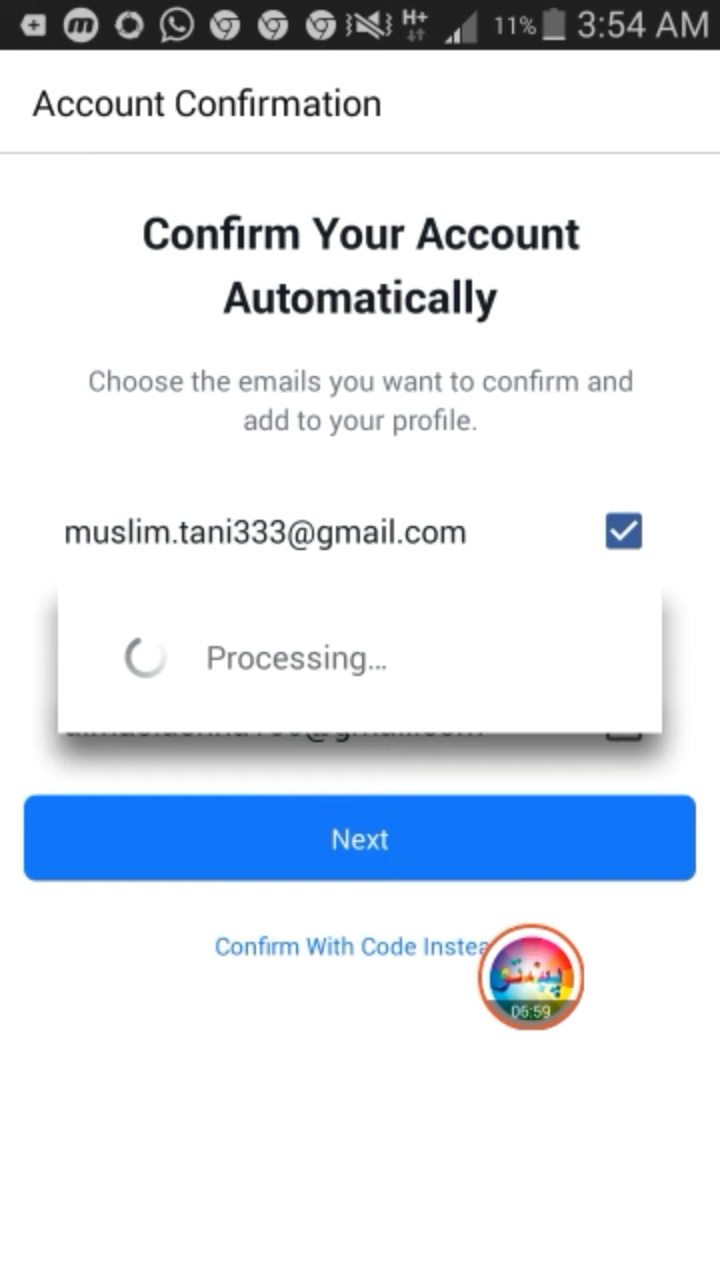 H+
11%
3:54 AM
Account Confirmation
Confirm Your Account
Automatically
Choose the emails you want to confirm and
add to your profile.
muslim.tani333@gmail.com
Processing...
Next
Confirm With Code Instea
پښتو
06:59